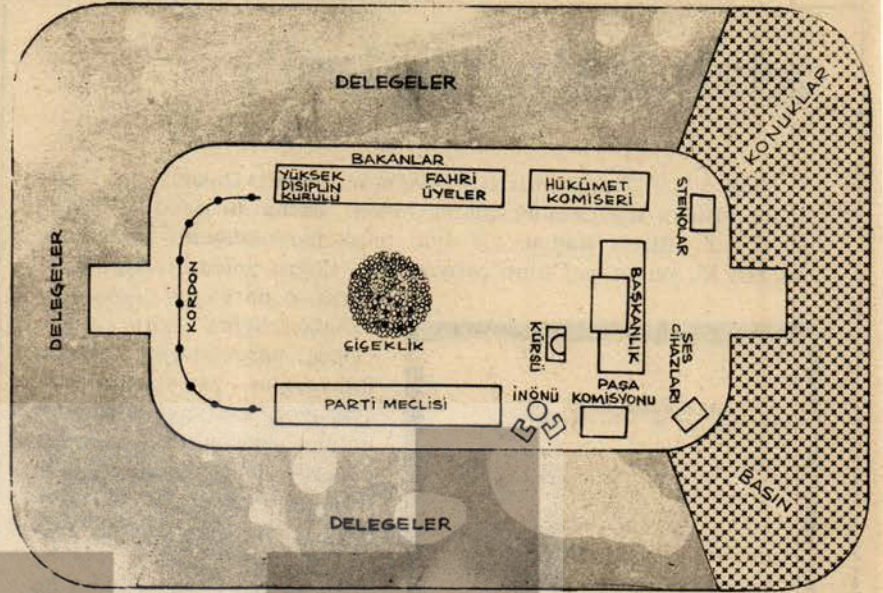 DELEGELER
KONUKLAR
BAKANLAR
YÜKSEK
DİSİPLİN
KURULU
FAHRİ
ÜYELER
HÜKÜMET
KOMİSERİ
STENOLAR
DELEGELER
KORDON
ÇİÇEKLİK
KÜRSÜ
BAŞKANLIK
SES
CİHAZLARI
PARTİ MECLİSİ
İNÖNÜ
PAŞA
KOMİSYONU
BASIN
DELEGELER